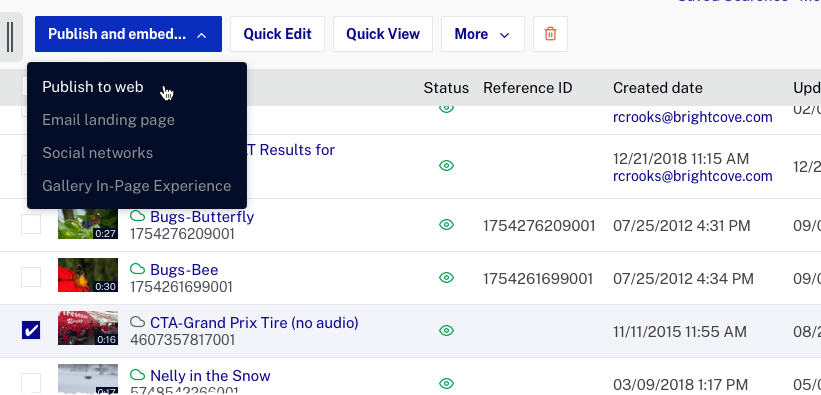 Publish and embed...
Quick Edit
Quick View
More
Status
Reference ID
Created date
Publish to web
Email landing page
Social networks
Gallery In-Page Experience
rcrooks@brightcove.com
02/0
T Results for
12/21/2018 11:15 AM
rcrooks@brightcove.com
12/2
0:27
Bugs-Butterfly
1754276209001
1754276209001
07/25/2012 4:31 PM
09/0
0:30
Bugs-Bee
1754261699001
1754261699001
07/25/2012 4:34 PM
09/0
0:16
CTA-Grand Prix Tire (no audio)
4607357817001
11/11/2015 11:55 AM
08/2
Nelly in the Snow
5748542266001
03/09/2018 1:17 PM
05/0